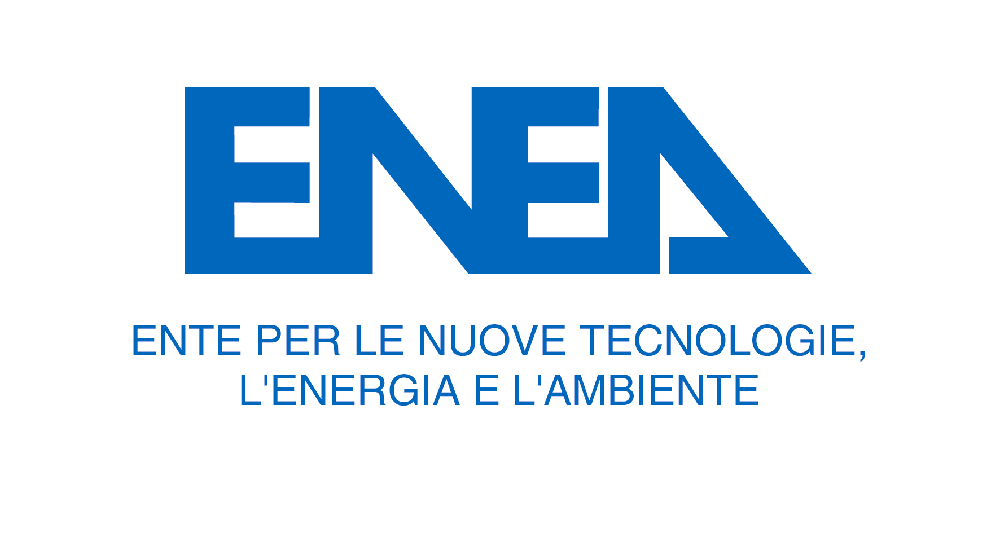 ENEA
ENTE PER LE NUOVE TECNOLOGIE,
L'ENERGIA E L'AMBIENTE